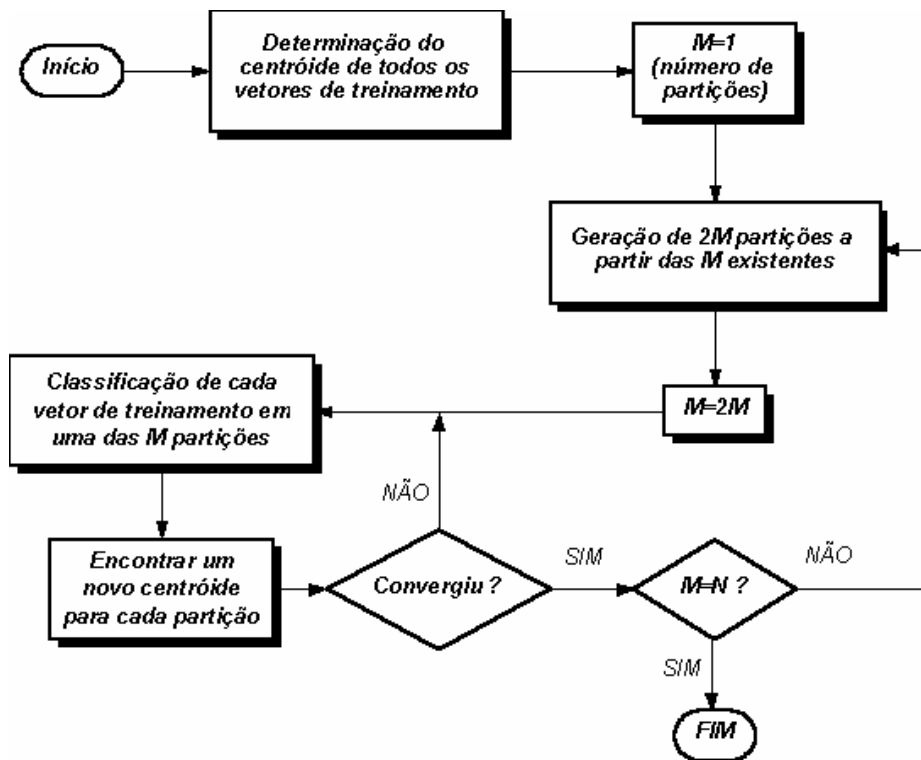 Início
Determinação do
centróide de todos os
vetores de treinamento
M=1
(número de
partições)
Geração de 2M partições a
partir das M existentes
M=2M
Classificação de cada
vetor de treinamento em
uma das M partições
Encontrar um
novo centróide
para cada partição
NÃO
Convergiu ?
SIM
M=N ?
NÃO
SIM
FIM